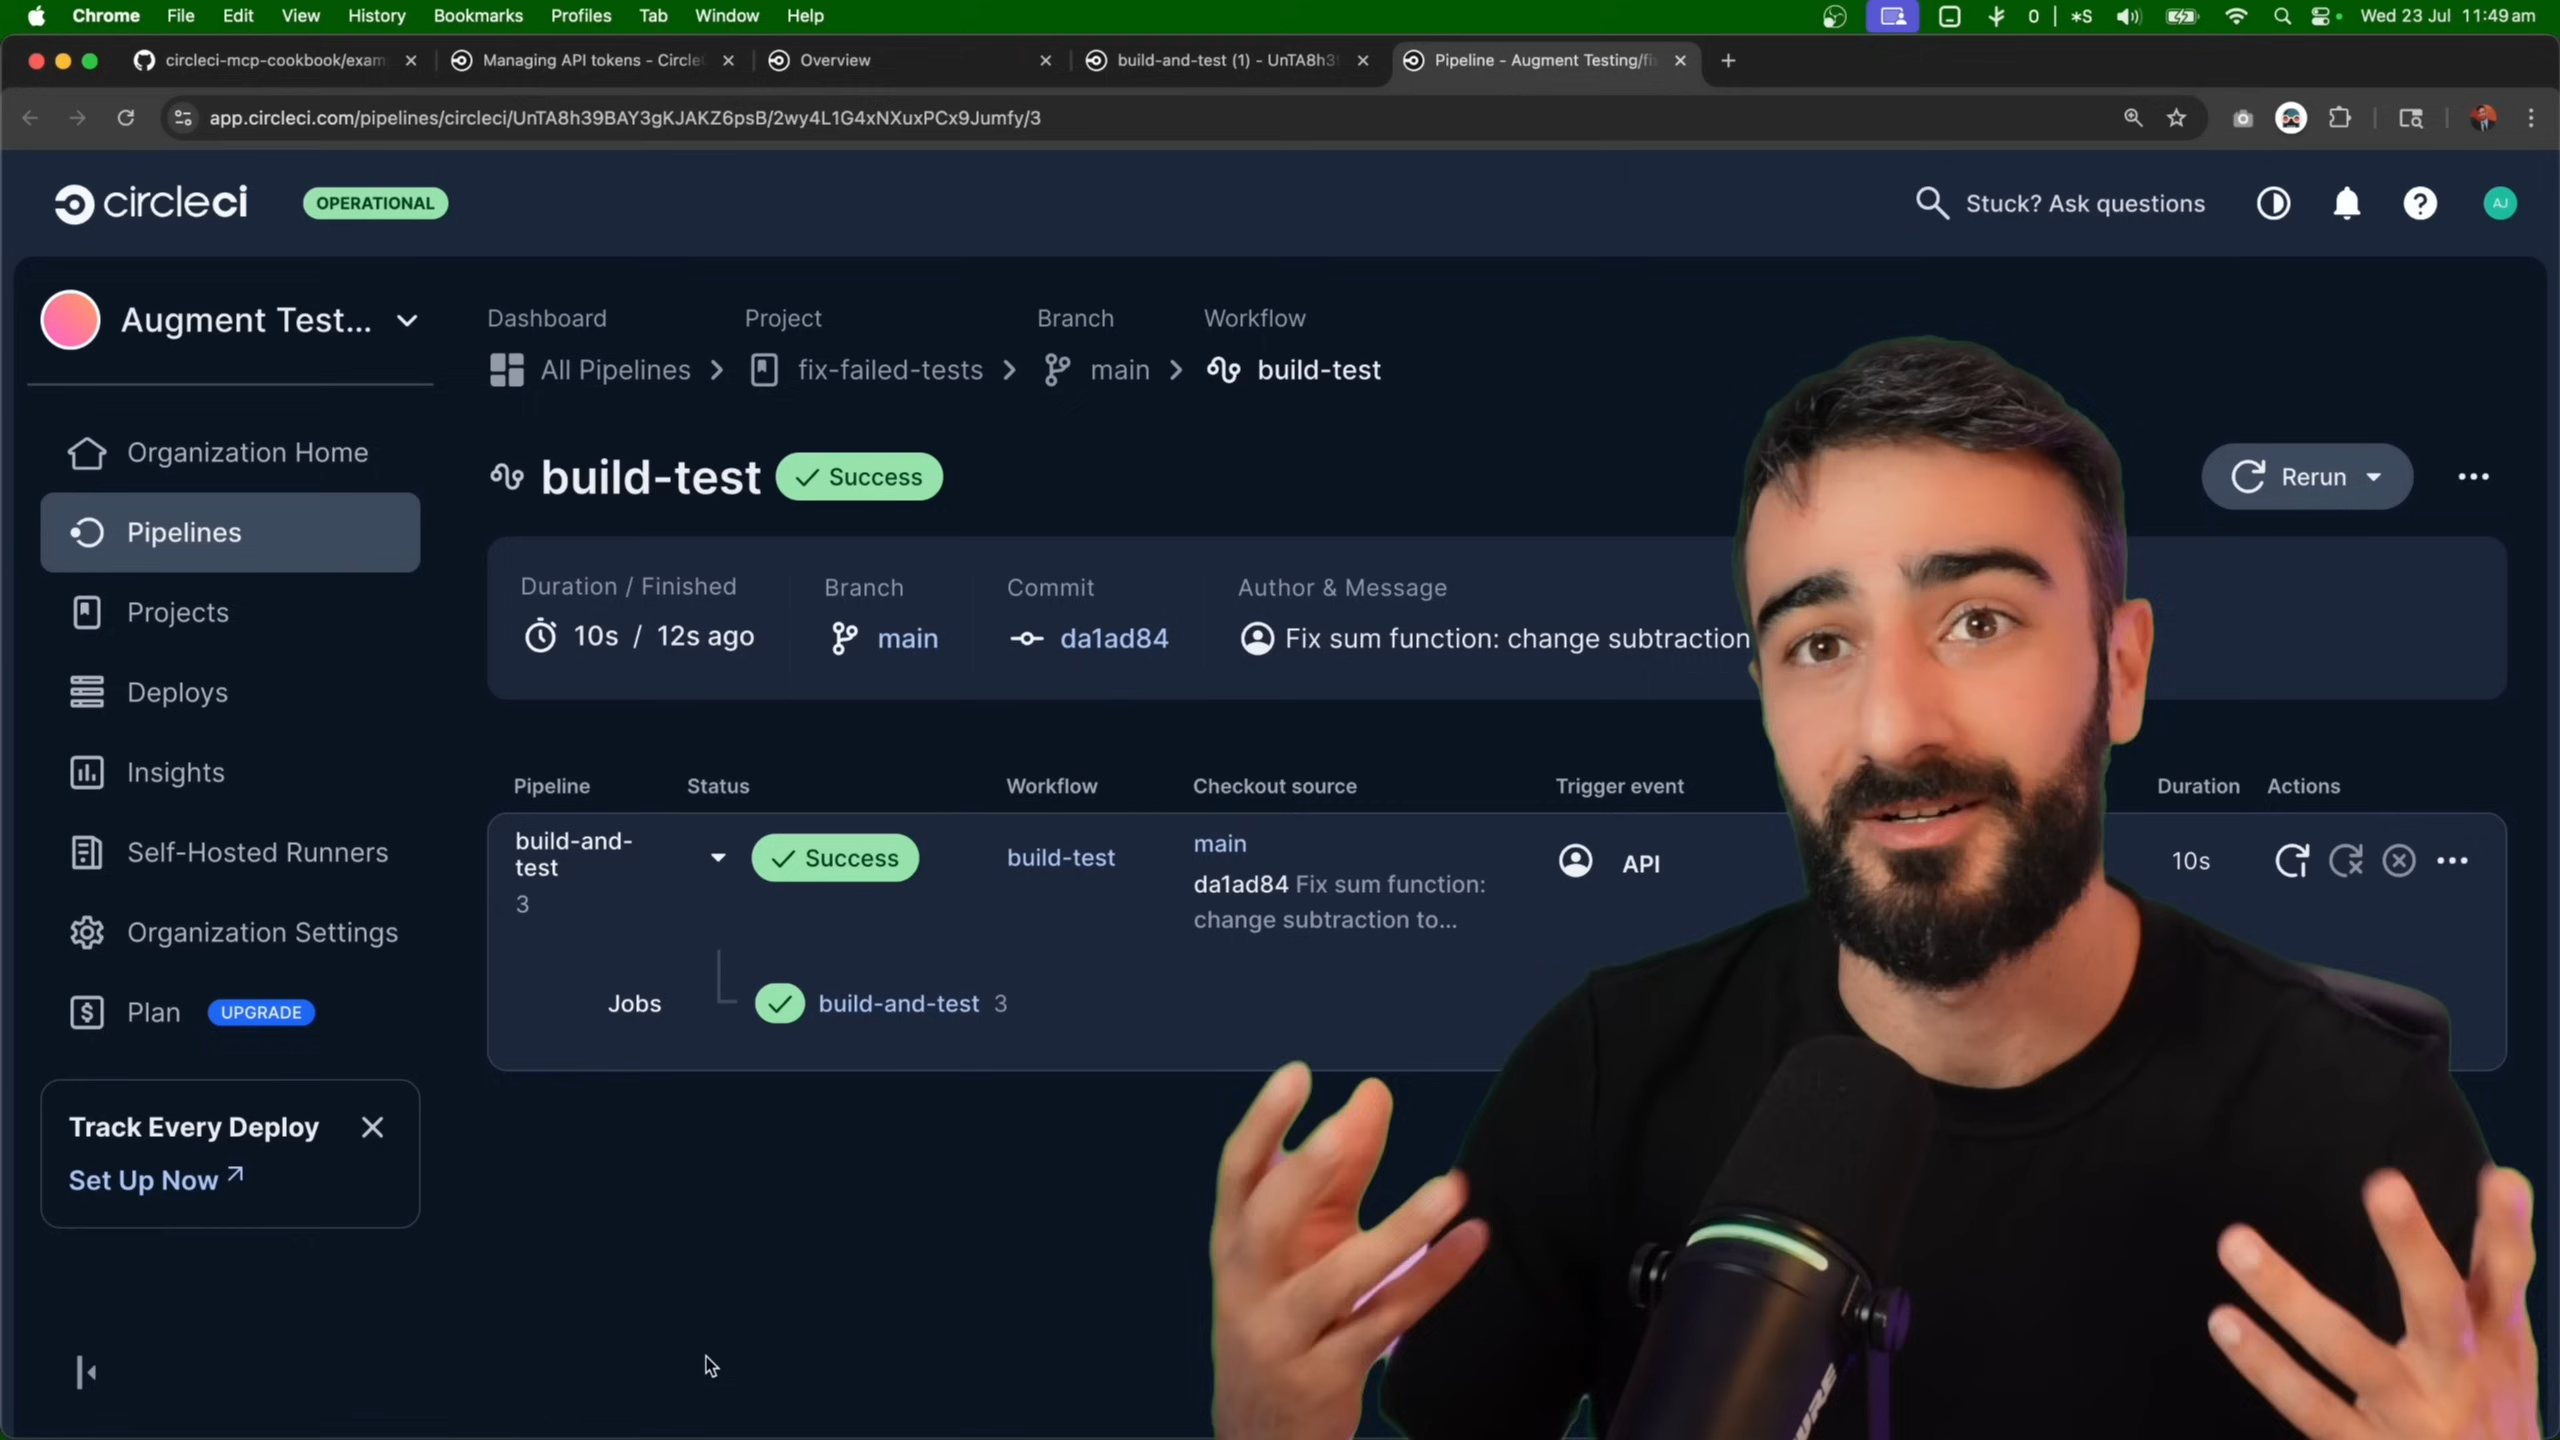 Chrome File Edit View History Bookmarks Profiles Tab Window Help 0 Wed 23 Jul 11:49 am
circleci-mcp-cookbook/exam Managing API tokens - Circle Overview build-and-test (1) - UnTA8h39 Pipeline - Augment Testing/fi
app.circleci.com/pipelines/circleci/UnTA8h39BAY3gKJAKZ6psB/2wy4L1G4xNXuxPCx9Jumfy/3
circleci OPERATIONAL Stuck? Ask questions AJ
Augment Test...
Dashboard Project Branch Workflow
All Pipelines fix-failed-tests main build-test
Organization Home
Pipelines
Projects
Deploys
Insights
Self-Hosted Runners
Organization Settings
Plan UPGRADE
Track Every Deploy
Set Up Now
build-test Success Rerun
Duration / Finished Branch Commit Author & Message
10s / 12s ago main da1ad84 Fix sum function: change subtraction
Pipeline Status Workflow Checkout source Trigger event Duration Actions
build-and-
test
3
Success build-test
main
da1ad84 Fix sum function:
change subtraction to...
API 10s
Jobs build-and-test 3